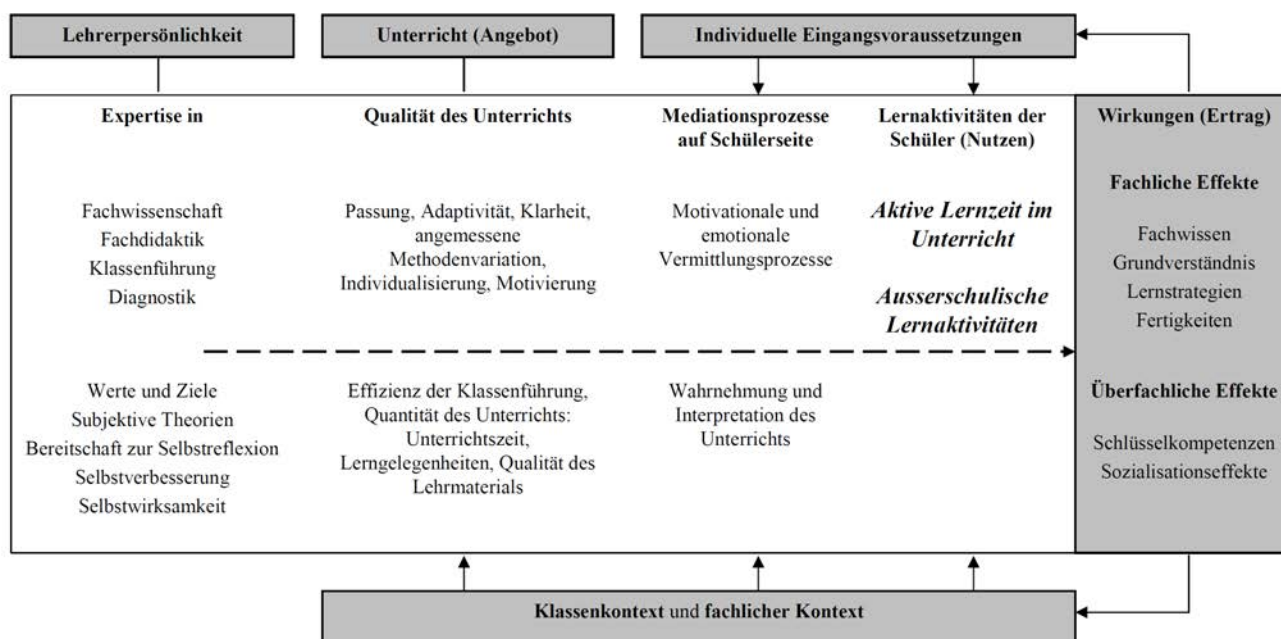 Lehrerpersönlichkeit
Unterricht (Angebot)
Individuelle Eingangsvoraussetzungen
Expertise in
Fachwissenschaft
Fachdidaktik
Klassenführung
Diagnostik
Werte und Ziele
Subjektive Theorien
Bereitschaft zur Selbstreflexion
Selbstverbesserung
Selbstwirksamkeit
Qualität des Unterrichts
Passung, Adaptivität, Klarheit,
angemessene
Methodenvariation,
Individualisierung, Motivierung
Effizienz der Klassenführung,
Quantität des Unterrichts:
Unterrichtszeit,
Lerngelegenheiten, Qualität des
Lehrmaterials
Mediationsprozesse
auf Schülerseite
Motivationale und
emotionale
Vermittlungsprozesse
Wahrnehmung und
Interpretation des
Unterrichts
Lernaktivitäten der
Schüler (Nutzen)
Aktive Lernzeit im
Unterricht
Ausserschulische
Lernaktivitäten
Wirkungen (Ertrag)
Fachliche Effekte
Fachwissen
Grundverständnis
Lernstrategien
Fertigkeiten
Überfachliche Effekte
Schlüsselkompetenzen
Sozialisationseffekte
Klassenkontext und fachlicher Kontext